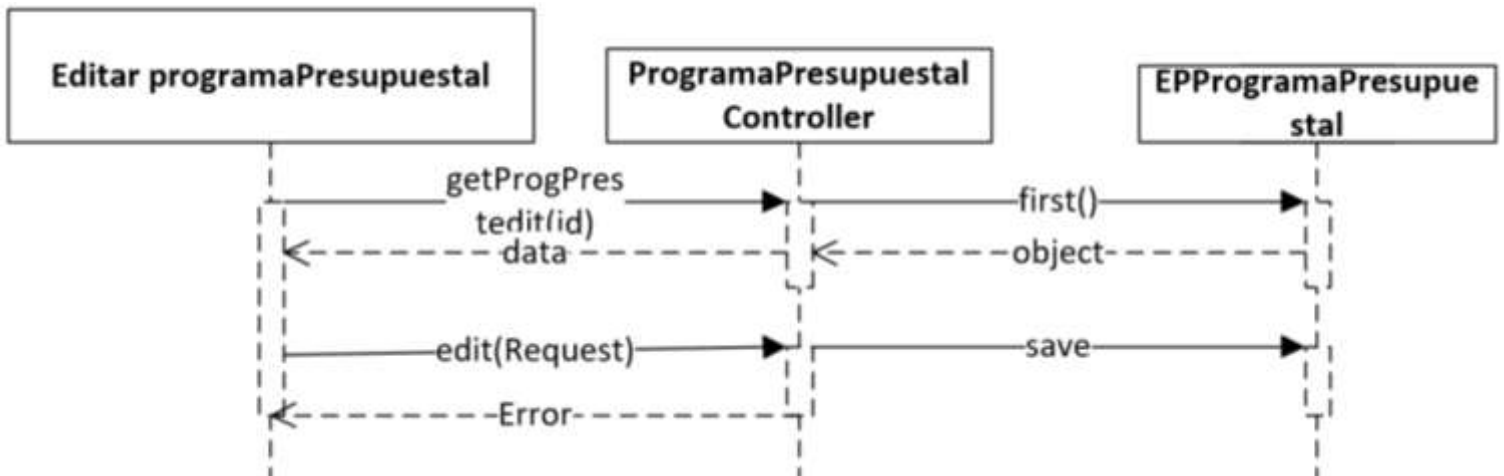 Editar programaPresupuestal
ProgramaPresupuestal
Controller
EPProgramaPresupue
stal
getProgPres
tedit(id)
first()
data
object
edit(Request)
save
Error